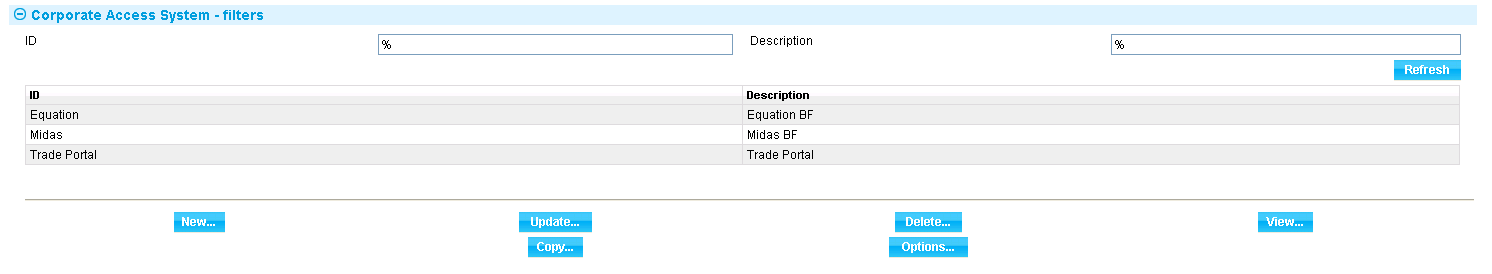 Corporate Access System - filters
ID % Description %
Refresh
ID Description
Equation Equation BF
Midas Midas BF
Trade Portal Trade Portal
New... Update... Delete... View...
Copy... Options...